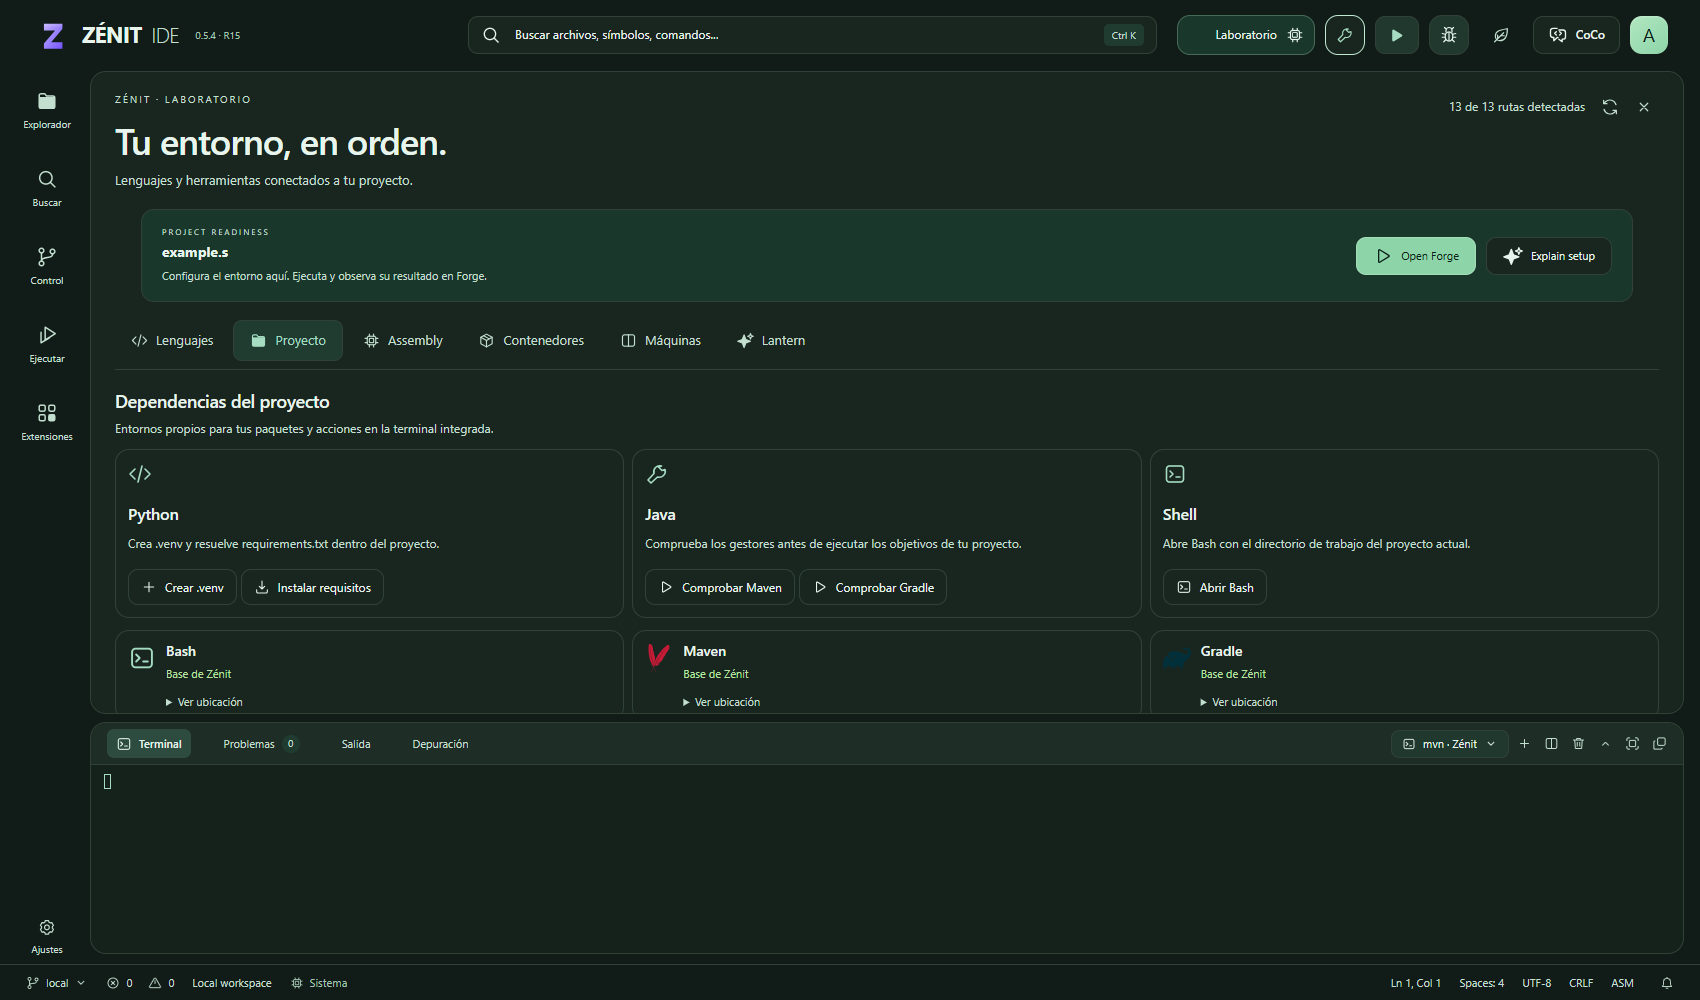 ZÉNIT IDE 0.5.4 · R15
Buscar archivos, símbolos, comandos...
Ctrl K
Laboratorio
CoCo
A
Explorador
Buscar
Control
Ejecutar
Extensiones
Ajustes
ZÉNIT · LABORATORIO
13 de 13 rutas detectadas
Tu entorno, en orden.
Lenguajes y herramientas conectados a tu proyecto.
PROJECT READINESS
example.s
Configura el entorno aquí. Ejecuta y observa su resultado en Forge.
Open Forge
Explain setup
Lenguajes
Proyecto
Assembly
Contenedores
Máquinas
Lantern
Dependencias del proyecto
Entornos propios para tus paquetes y acciones en la terminal integrada.
Python
Crea .venv y resuelve requirements.txt dentro del proyecto.
Crear .venv
Instalar requisitos
Java
Comprueba los gestores antes de ejecutar los objetivos de tu proyecto.
Comprobar Maven
Comprobar Gradle
Shell
Abre Bash con el directorio de trabajo del proyecto actual.
Abrir Bash
Bash
Base de Zénit
Ver ubicación
Maven
Base de Zénit
Ver ubicación
Gradle
Base de Zénit
Ver ubicación
Terminal
Problemas 0
Salida
Depuración
mvn · Zénit
local
0
0
Local workspace
Sistema
Ln 1, Col 1
Spaces: 4
UTF-8
CRLF
ASM